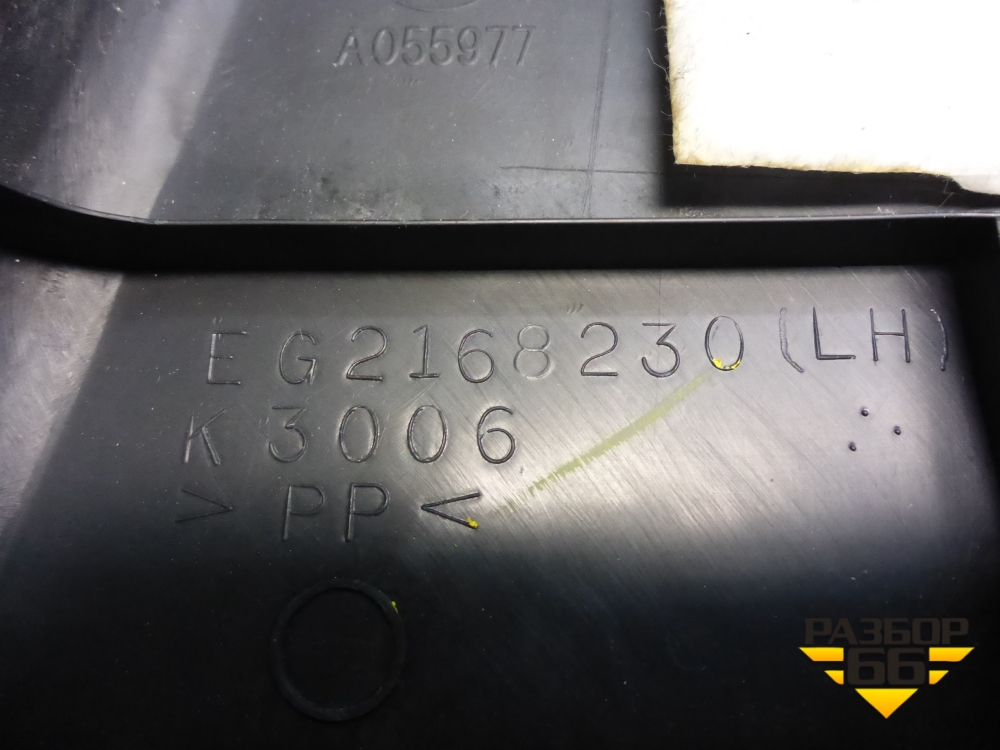 A055977
EG2168230(LH)
K3006
>PP<
РАЗБОР
66